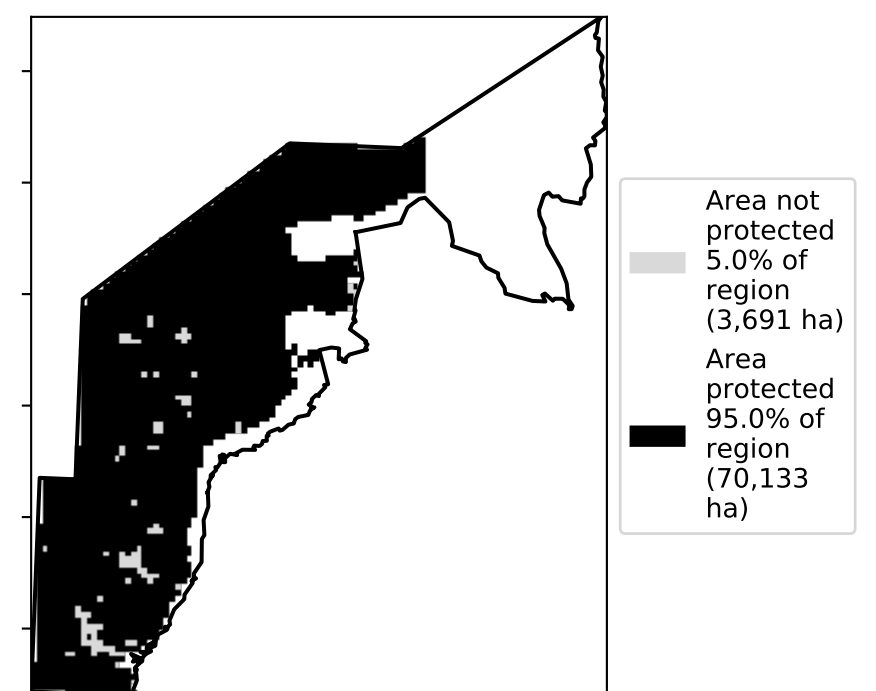 Area not
protected
5.0% of
region
(3,691 ha)
Area
protected
95.0% of
region
(70,133
ha)